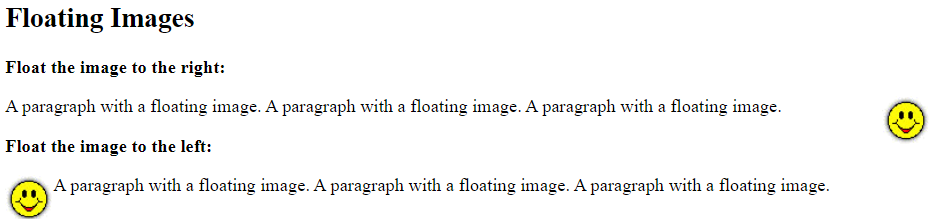 Floating Images
Float the image to the right:
A paragraph with a floating image. A paragraph with a floating image. A paragraph with a floating image.
Float the image to the left:
A paragraph with a floating image. A paragraph with a floating image. A paragraph with a floating image.